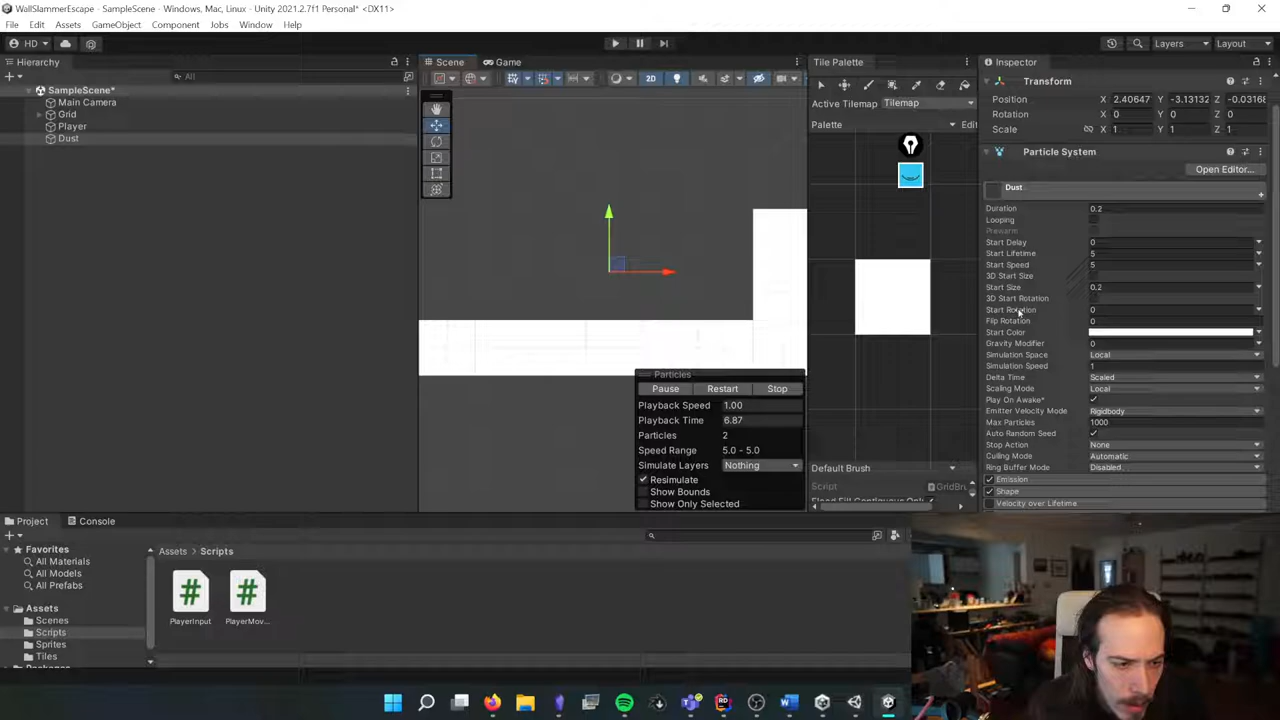 WallSlammerEscape - SampleScene - Windows, Mac, Linux - Unity 2021.2.7f1 Personal* <DX11>
File Edit Assets GameObject Component Jobs Window Help
HD
Layers Layout
Hierarchy
All
SampleScene*
Main Camera
Grid
Player
Dust
Scene Game
2D
Tile Palette
Active Tilemap Tilemap
Palette Edi
Default Brush
Script GridBru
Particles
Pause Restart Stop
Playback Speed 1.00
Playback Time 6.87
Particles 2
Speed Range 5.0 - 5.0
Simulate Layers Nothing
Resimulate
Show Bounds
Show Only Selected
Inspector
Transform
Position X 2.40647 Y -3.13132 Z -0.03168
Rotation X 0 Y 0 Z 0
Scale X 1 Y 1 Z 1
Particle System
Open Editor...
Dust
Duration 0.2
Looping
Prewarm
Start Delay 0
Start Lifetime 5
Start Speed 5
3D Start Size
Start Size 0.2
3D Start Rotation
Start Rotation 0
Flip Rotation 0
Start Color
Gravity Modifier 0
Simulation Space Local
Simulation Speed 1
Delta Time Scaled
Scaling Mode Local
Play On Awake*
Emitter Velocity Mode Rigidbody
Max Particles 1000
Auto Random Seed
Stop Action None
Culling Mode Automatic
Ring Buffer Mode Disabled
Emission
Shape
Velocity over Lifetime
Project Console
Favorites
All Materials
All Models
All Prefabs
Assets
Scenes
Scripts
Sprites
Tiles
Assets > Scripts
PlayerInput PlayerMov...